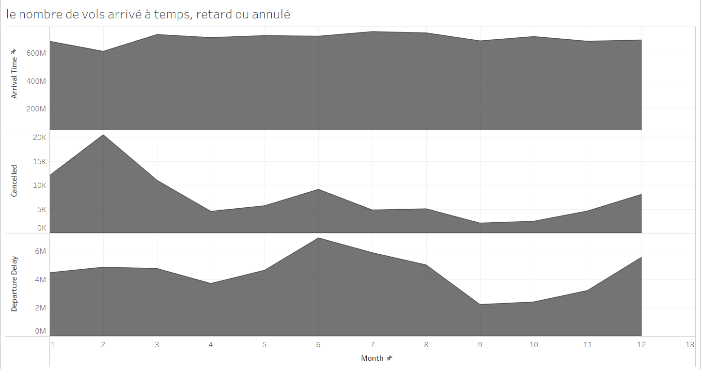 le nombre de vols arrivé à temps, retard ou annulé
Arrival Time
600M
400M
200M
Cancelled
20K
15K
10K
5K
0K
Departure Delay
6M
4M
2M
0M
1 2 3 4 5 6 7 8 9 10 11 12 13
Month